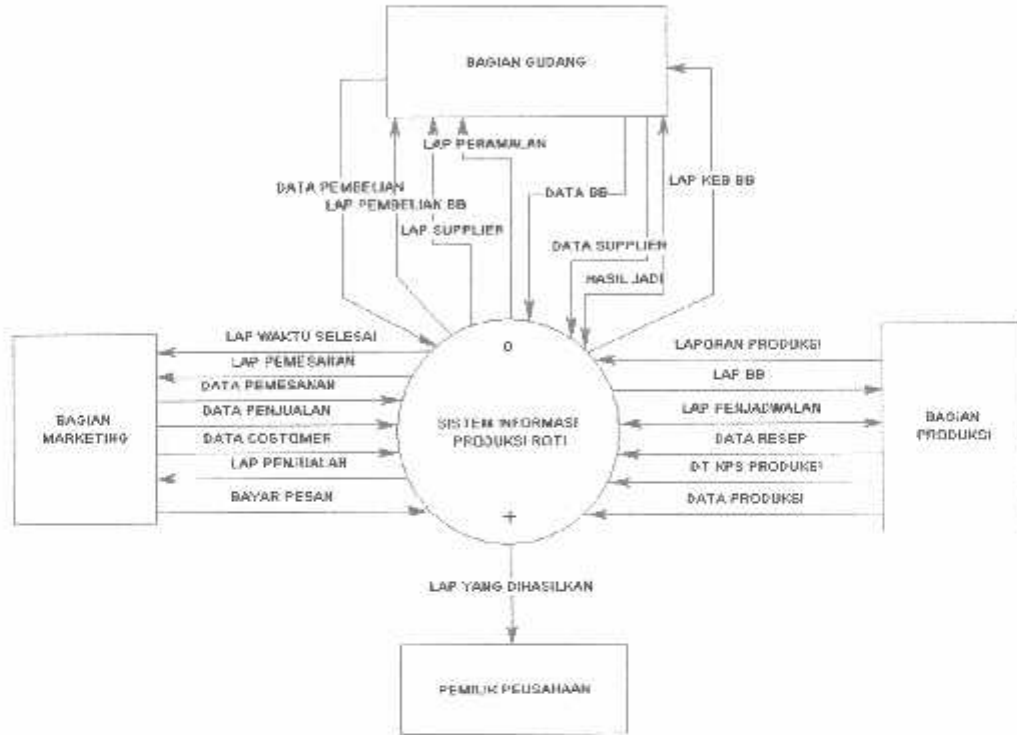 BAGIAN GUDANG
LAP PERAMALAN
DATA PEMBELIAN
LAP PEMBELIAN BB
LAP SUPPLIER
DATA BB
LAP KEB BB
DATA SUPPLIER
HASIL JADI
LAP WAKTU SELESAI
LAP PEMESANAN
DATA PEMESANAN
DATA PENJUALAN
DATA COSTOMER
LAP PENJUALAN
BAYAR PESAN
BAGIAN
MARKETING
0
SISTEM INFORMASI
PRODUKSI ROTI
+
LAPORAN PRODUKSI
LAP BB
LAP PENJADWALAN
DATA RESEP
DT KPS PRODUKSI
DATA PRODUKSI
BAGIAN
PRODUKSI
LAP YANG DIHASILKAN
PEMILIK PEUSAHAAN